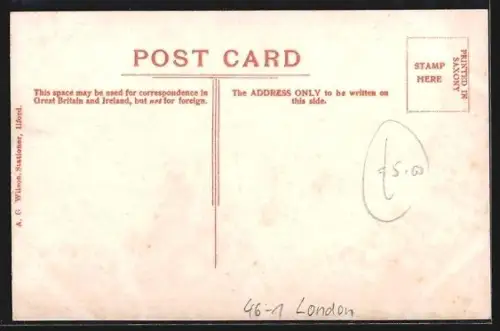 POST CARD
This space may be used for correspondence in
Great Britain and Ireland, but not for foreign.
The ADDRESS ONLY to be written on
this side.
STAMP
HERE
PRINTED IN
SAXONY
A. G. Wilson, Stationer, Ilford.
£5.00
46-1 London